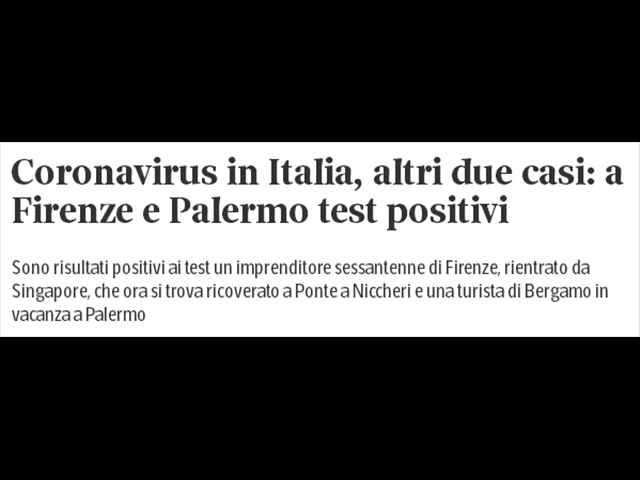 Coronavirus in Italia, altri due casi: a
Firenze e Palermo test positivi
Sono risultati positivi ai test un imprenditore sessantenne di Firenze, rientrato da
Singapore, che ora si trova ricoverato a Ponte a Niccheri e una turista di Bergamo in
vacanza a Palermo